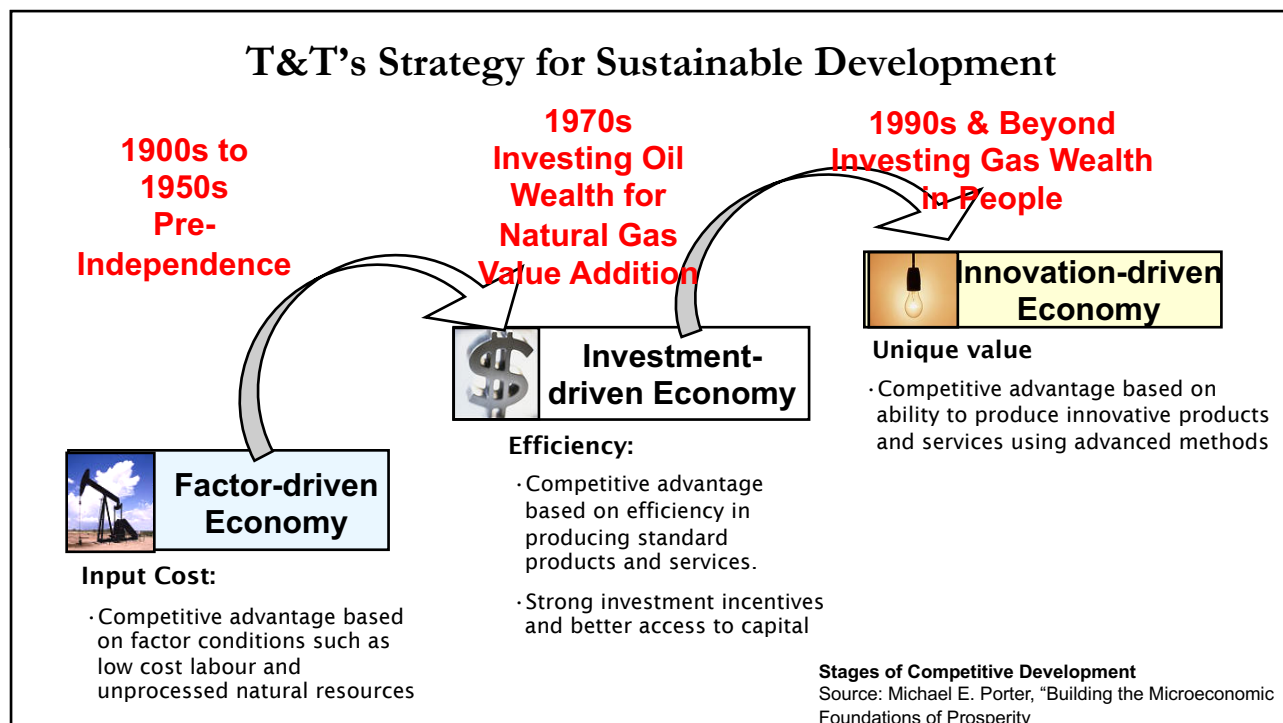 T&T's Strategy for Sustainable Development
1900s to
1950s
Pre-
Independence
1970s
Investing Oil
Wealth for
Natural Gas
Value Addition
1990s & Beyond
Investing Gas Wealth
in People
Factor-driven
Economy
Input Cost:
·Competitive advantage based
on factor conditions such as
low cost labour and
unprocessed natural resources
Investment-
driven Economy
Efficiency:
·Competitive advantage
based on efficiency in
producing standard
products and services.
·Strong investment incentives
and better access to capital
Innovation-driven
Economy
Unique value
·Competitive advantage based on
ability to produce innovative products
and services using advanced methods
Stages of Competitive Development
Source: Michael E. Porter, “Building the Microeconomic
Foundations of Prosperity